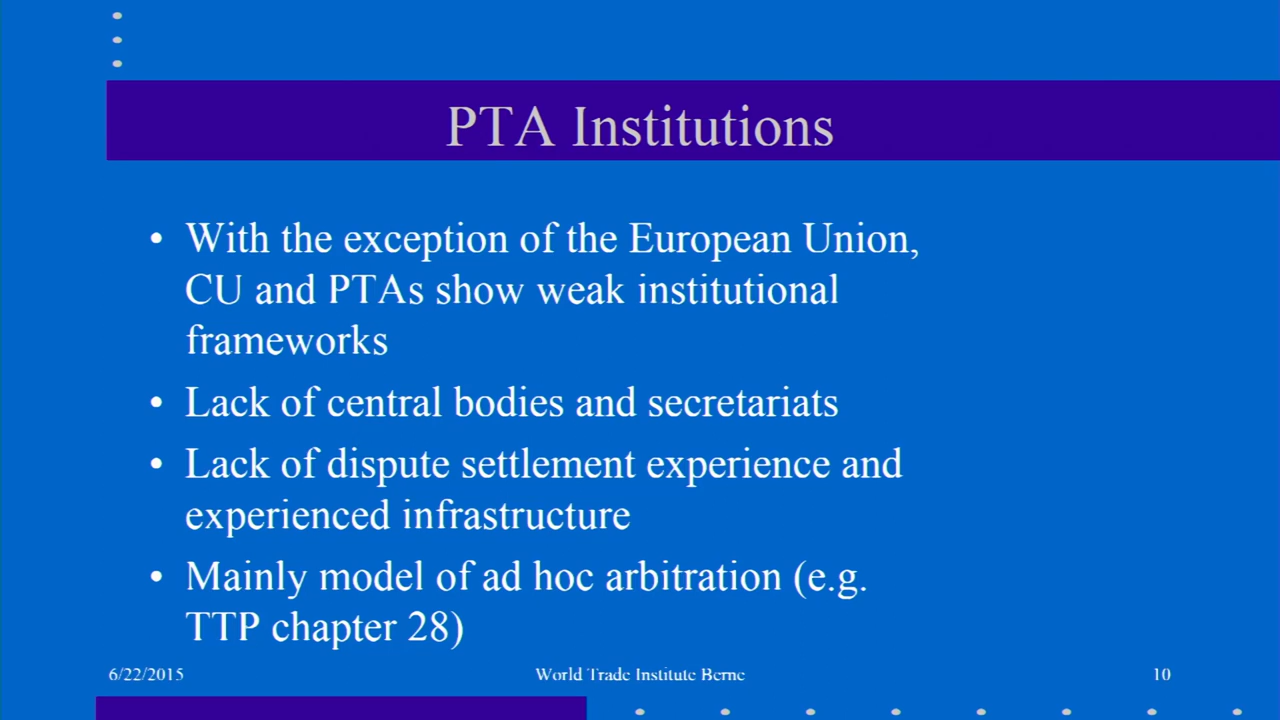 PTA Institutions
• With the exception of the European Union,
CU and PTAs show weak institutional
frameworks
• Lack of central bodies and secretariats
• Lack of dispute settlement experience and
experienced infrastructure
• Mainly model of ad hoc arbitration (e.g.
TTP chapter 28)
6/22/2015
World Trade Institute Berne
10